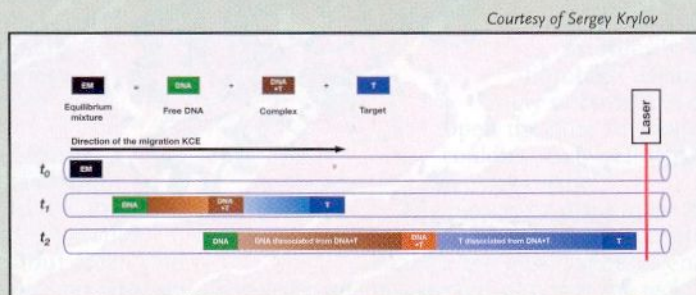 Courtesy of Sergey Krylov
EM = DNA + DNA +T + T
Equilibrium mixture Free DNA Complex Target
Direction of the migration KCE
Laser
t0 EM
t1 DNA DNA +T T
t2 DNA DNA dissociated from DNA+T DNA +T T dissociated from DNA+T T